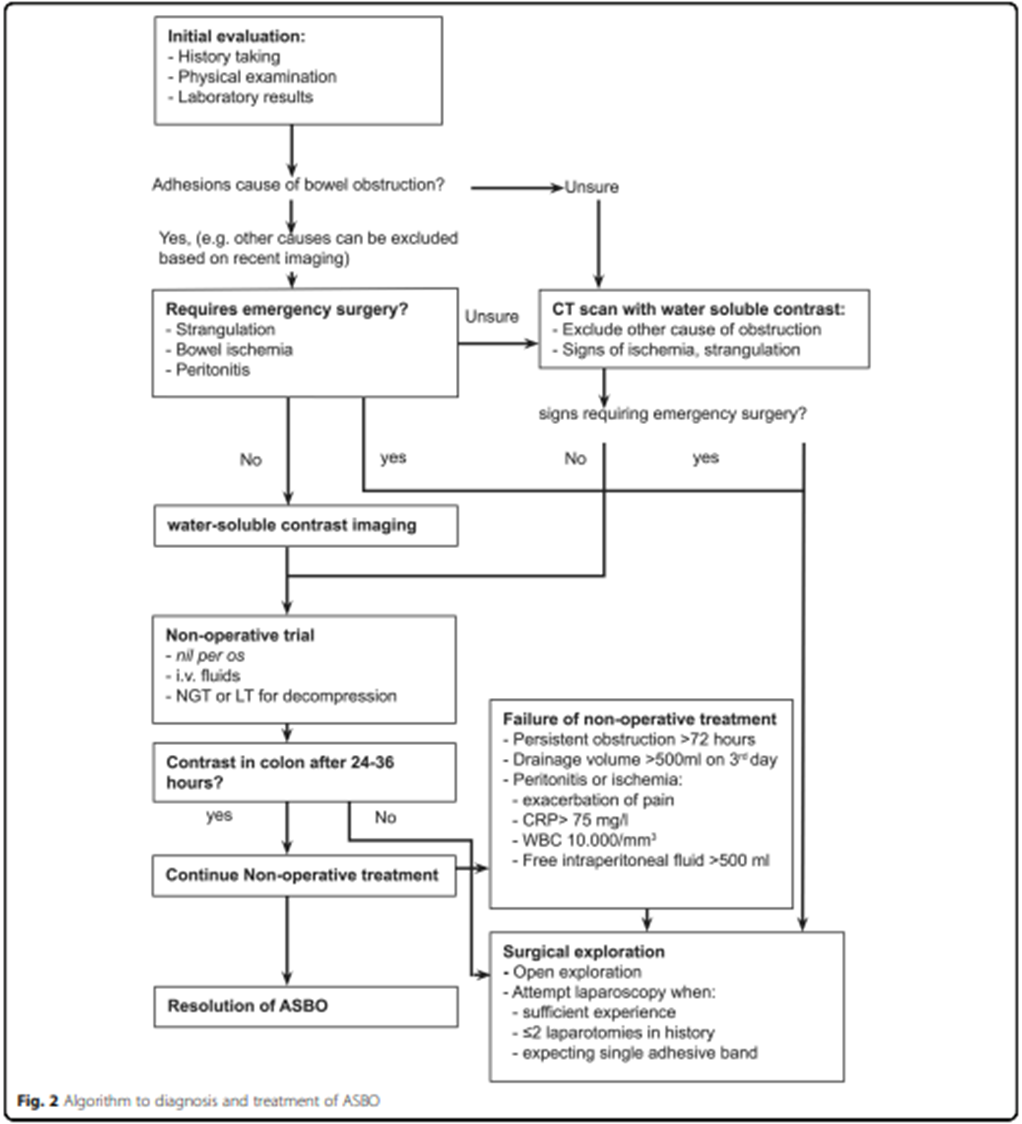 Initial evaluation:
- History taking
- Physical examination
- Laboratory results
Adhesions cause of bowel obstruction?
Unsure
Yes, (e.g. other causes can be excluded
based on recent imaging)
Requires emergency surgery?
- Strangulation
- Bowel ischemia
- Peritonitis
Unsure
CT scan with water soluble contrast:
- Exclude other cause of obstruction
- Signs of ischemia, strangulation
signs requiring emergency surgery?
No
yes
No
yes
water-soluble contrast imaging
Non-operative trial
- nil per os
- i.v. fluids
- NGT or LT for decompression
Contrast in colon after 24-36
hours?
yes
No
Continue Non-operative treatment
Resolution of ASBO
Failure of non-operative treatment
- Persistent obstruction >72 hours
- Drainage volume >500ml on 3rd day
- Peritonitis or ischemia:
- exacerbation of pain
- CRP> 75 mg/l
- WBC 10.000/mm³
- Free intraperitoneal fluid >500 ml
Surgical exploration
- Open exploration
- Attempt laparoscopy when:
- sufficient experience
- ≤2 laparotomies in history
- expecting single adhesive band
Fig. 2 Algorithm to diagnosis and treatment of ASBO